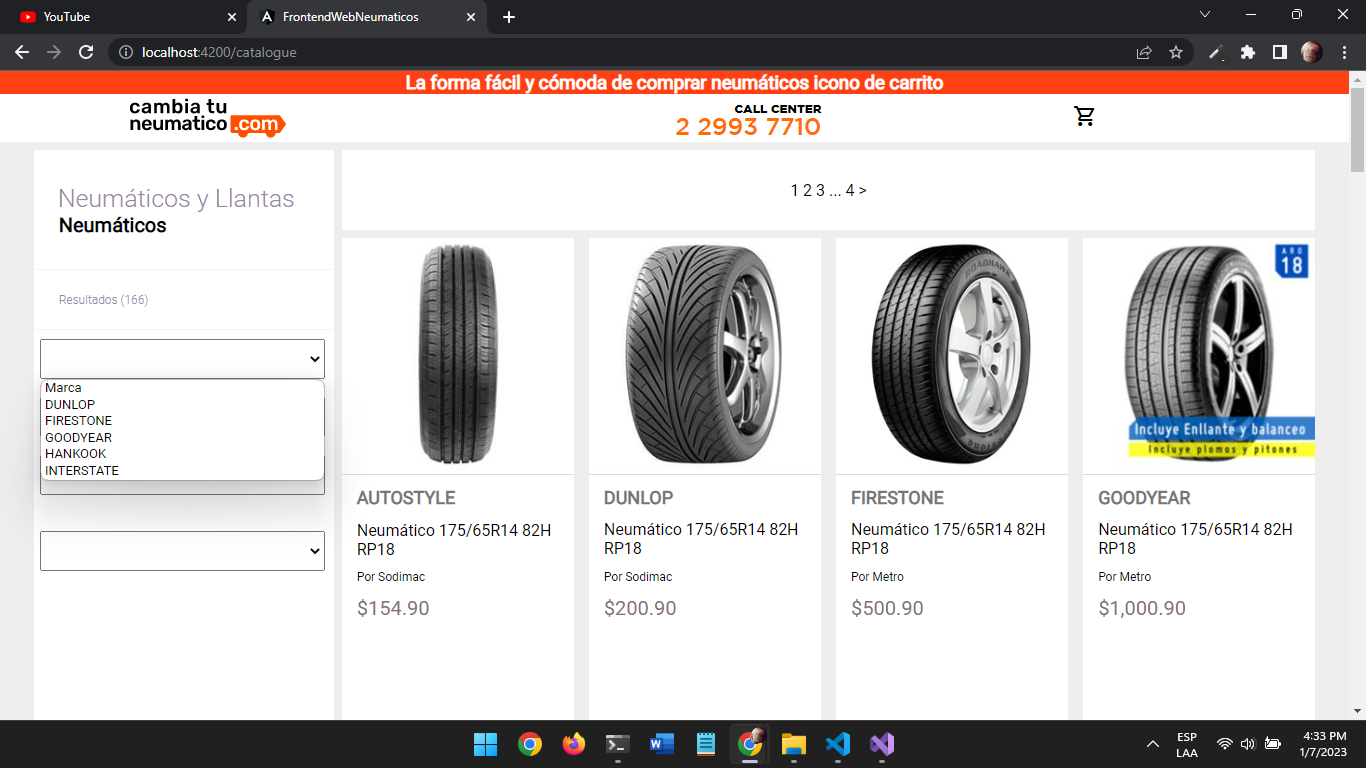 YouTube
FrontendWebNeumaticos
localhost:4200/catalogue
La forma fácil y cómoda de comprar neumáticos icono de carrito
cambia tu
neumatico .com
CALL CENTER
2 2993 7710
Neumáticos y Llantas
Neumáticos
Resultados (166)
Marca
DUNLOP
FIRESTONE
GOODYEAR
HANKOOK
INTERSTATE
1 2 3 ... 4 >
ROADHAWK
Firestone
ARO
18
Incluye Enllante y balanceo
Incluye plomos y pitones
AUTOSTYLE
Neumático 175/65R14 82H
RP18
Por Sodimac
$154.90
DUNLOP
Neumático 175/65R14 82H
RP18
Por Sodimac
$200.90
FIRESTONE
Neumático 175/65R14 82H
RP18
Por Metro
$500.90
GOODYEAR
Neumático 175/65R14 82H
RP18
Por Metro
$1,000.90
ESP
LAA
4:33 PM
1/7/2023